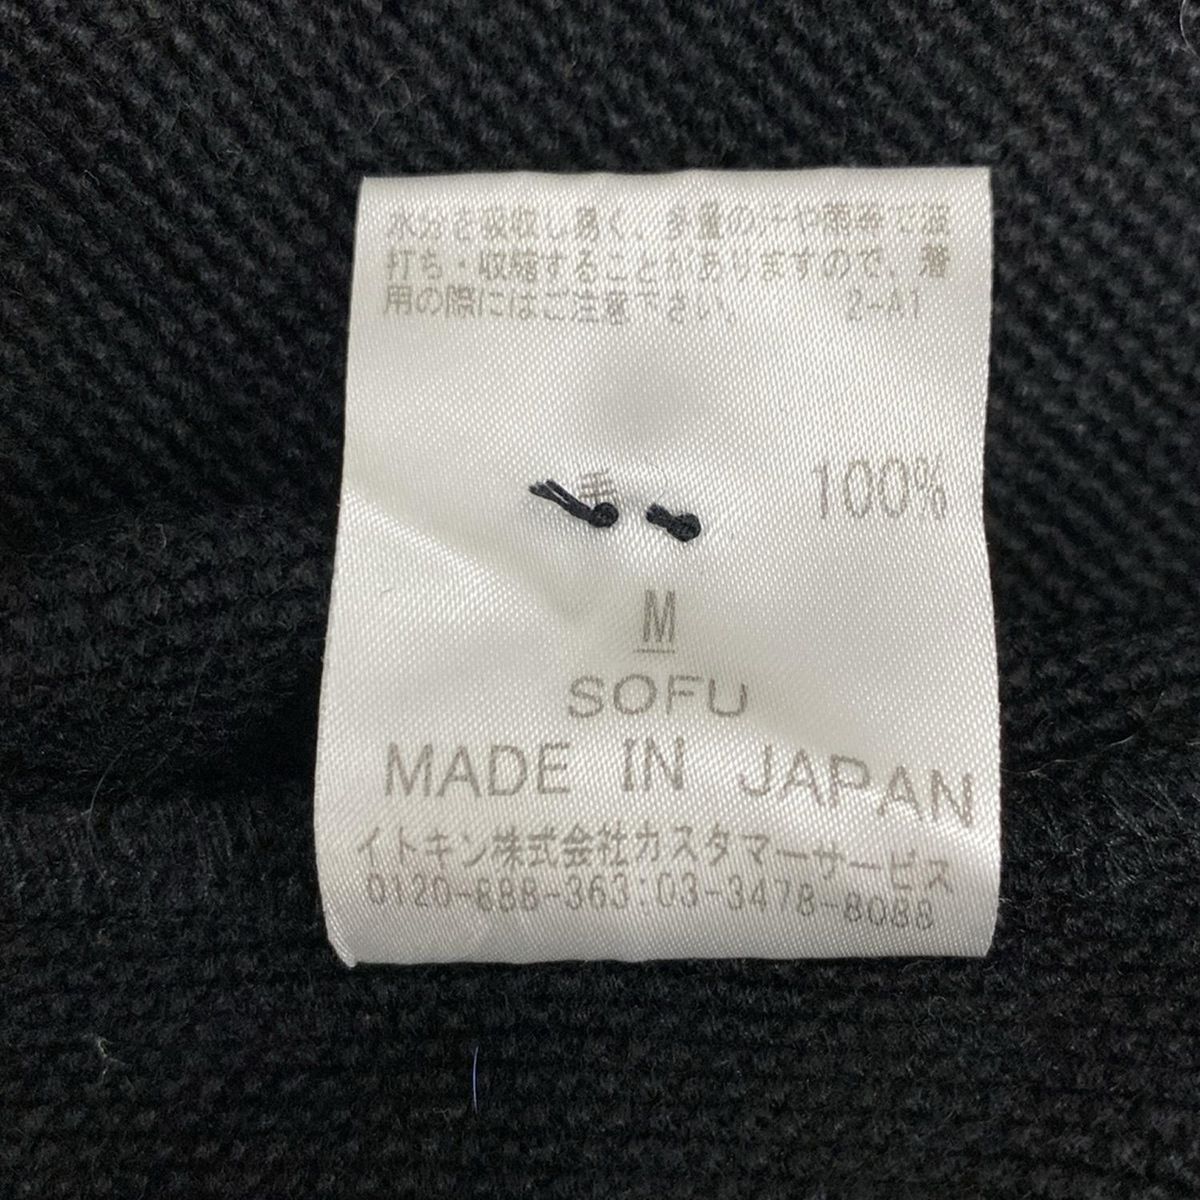 水分を吸収し易く、多量の汗や雨等で波
打ち・収縮することがありますので、着
用の際にはご注意下さい。 2-A1
毛 100%
M
SOFU
MADE IN JAPAN
イトキン株式会社カスタマーサービス
0120-888-363:03-3478-8088